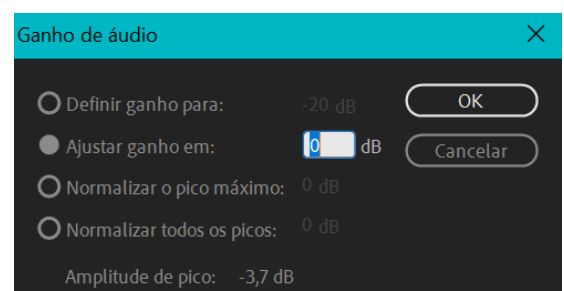 Ganho de áudio
Definir ganho para: -20 dB OK
Ajustar ganho em: 0 dB Cancelar
Normalizar o pico máximo: 0 dB
Normalizar todos os picos: 0 dB
Amplitude de pico: -3,7 dB